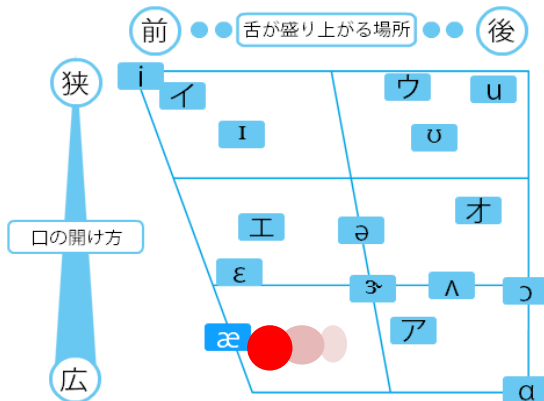 前 舌が盛り上がる場所 後
狭
i
イ
ウ
u
ɪ
ʊ
口の開け方
エ
ə
オ
ɛ
ɝ
ʌ
ɔ
æ
ア
広
ɑ